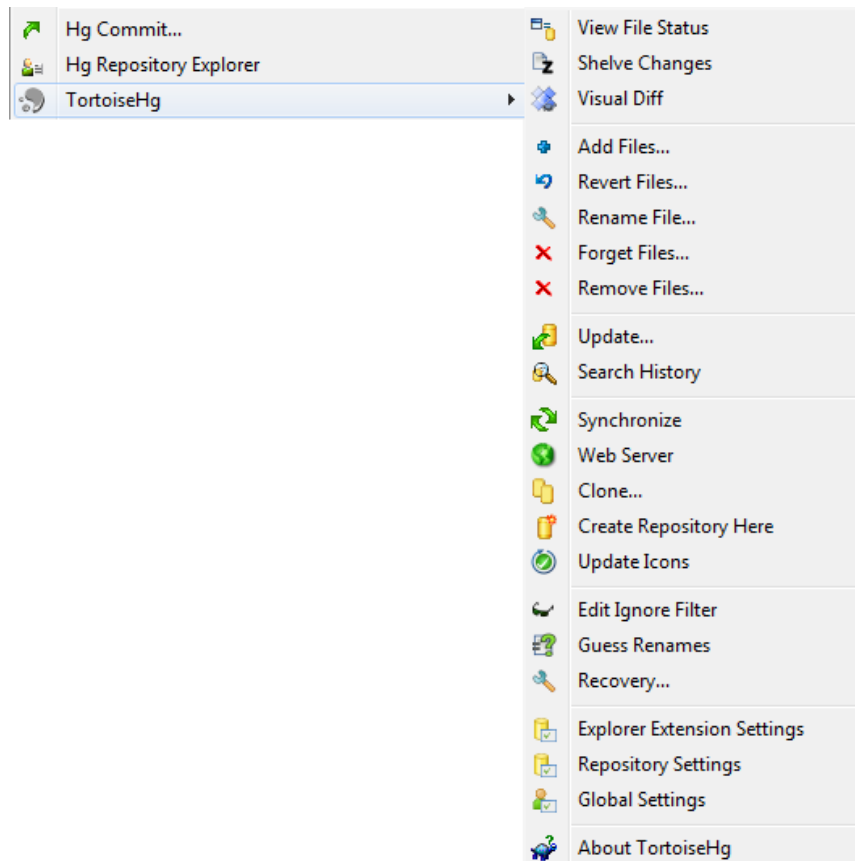 Hg Commit...
Hg Repository Explorer
TortoiseHg
View File Status
Shelve Changes
Visual Diff
Add Files...
Revert Files...
Rename File...
Forget Files...
Remove Files...
Update...
Search History
Synchronize
Web Server
Clone...
Create Repository Here
Update Icons
Edit Ignore Filter
Guess Renames
Recovery...
Explorer Extension Settings
Repository Settings
Global Settings
About TortoiseHg